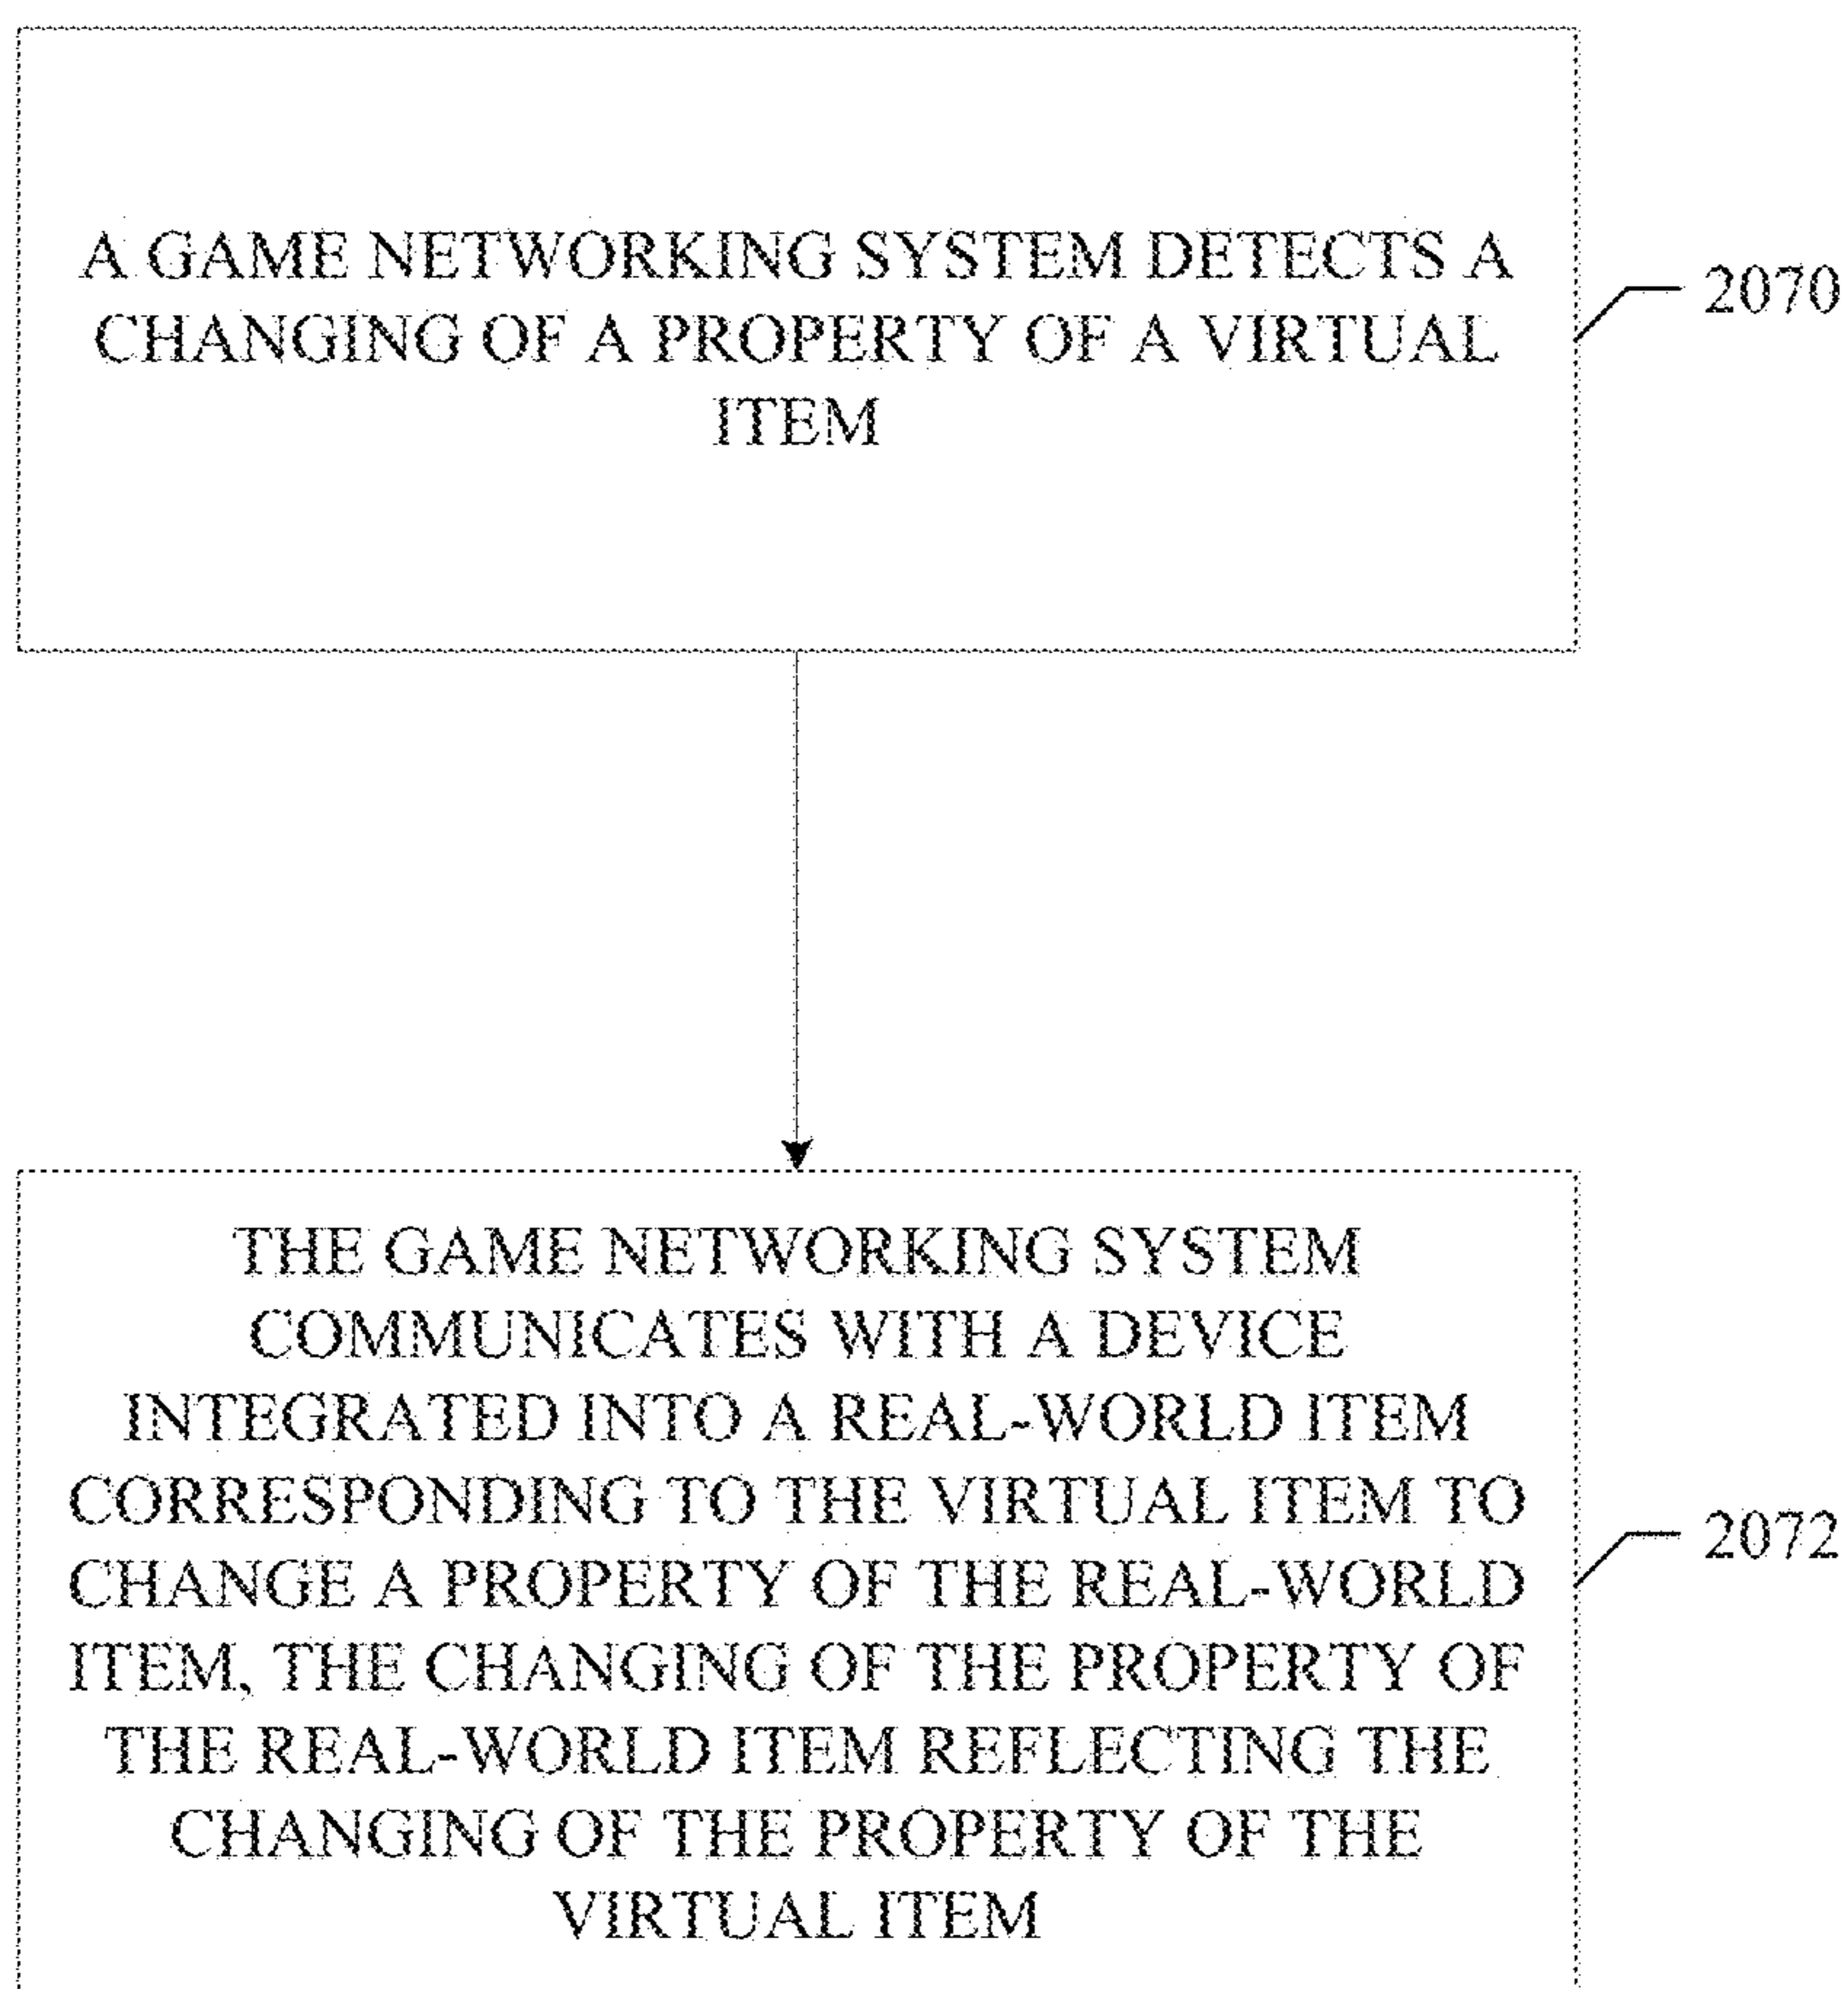 A GAME NETWORKING SYSTEM DETECTS A
CHANGING OF A PROPERTY OF A VIRTUAL
ITEM
2070
THE GAME NETWORKING SYSTEM
COMMUNICATES WITH A DEVICE
INTEGRATED INTO A REAL-WORLD ITEM
CORRESPONDING TO THE VIRTUAL ITEM TO
CHANGE A PROPERTY OF THE REAL-WORLD
ITEM, THE CHANGING OF THE PROPERTY OF
THE REAL-WORLD ITEM REFLECTING THE
CHANGING OF THE PROPERTY OF THE
VIRTUAL ITEM
2072